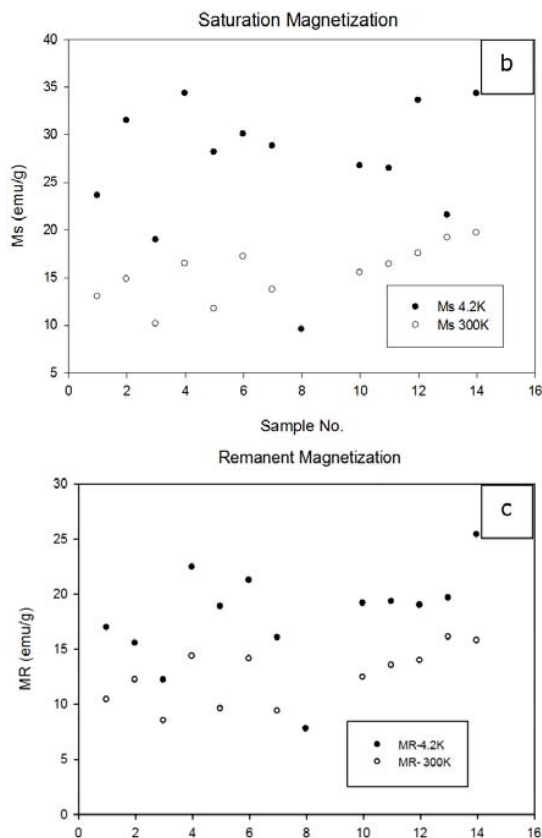 Saturation Magnetization
b
40
35
30
25
20
15
10
5
Ms (emu/g)
Ms 4.2K
Ms 300K
0 2 4 6 8 10 12 14 16
Sample No.
Remanent Magnetization
c
30
25
20
15
10
5
0
MR (emu/g)
MR-4.2K
MR- 300K
0 2 4 6 8 10 12 14 16